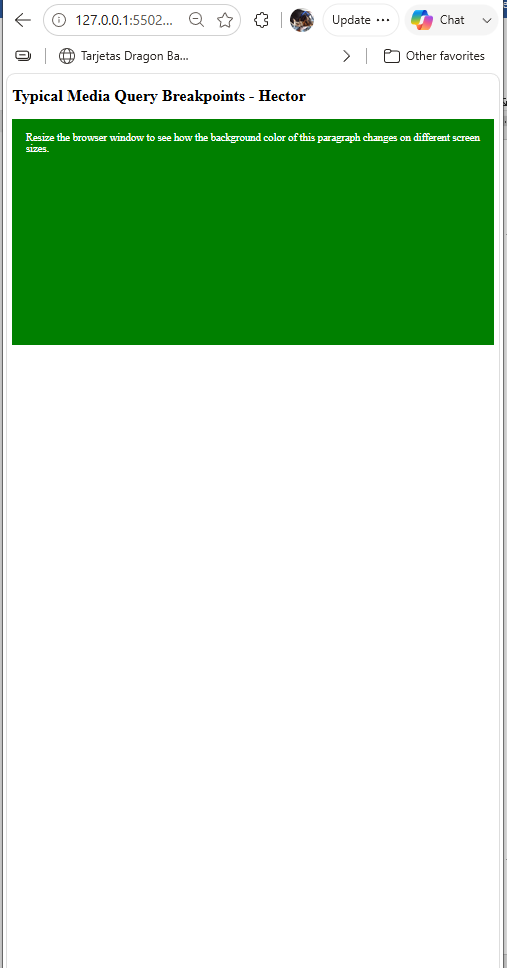 127.0.0.1:5502...
Update
Chat
Tarjetas Dragon Ba...
Other favorites
Typical Media Query Breakpoints - Hector
Resize the browser window to see how the background color of this paragraph changes on different screen
sizes.